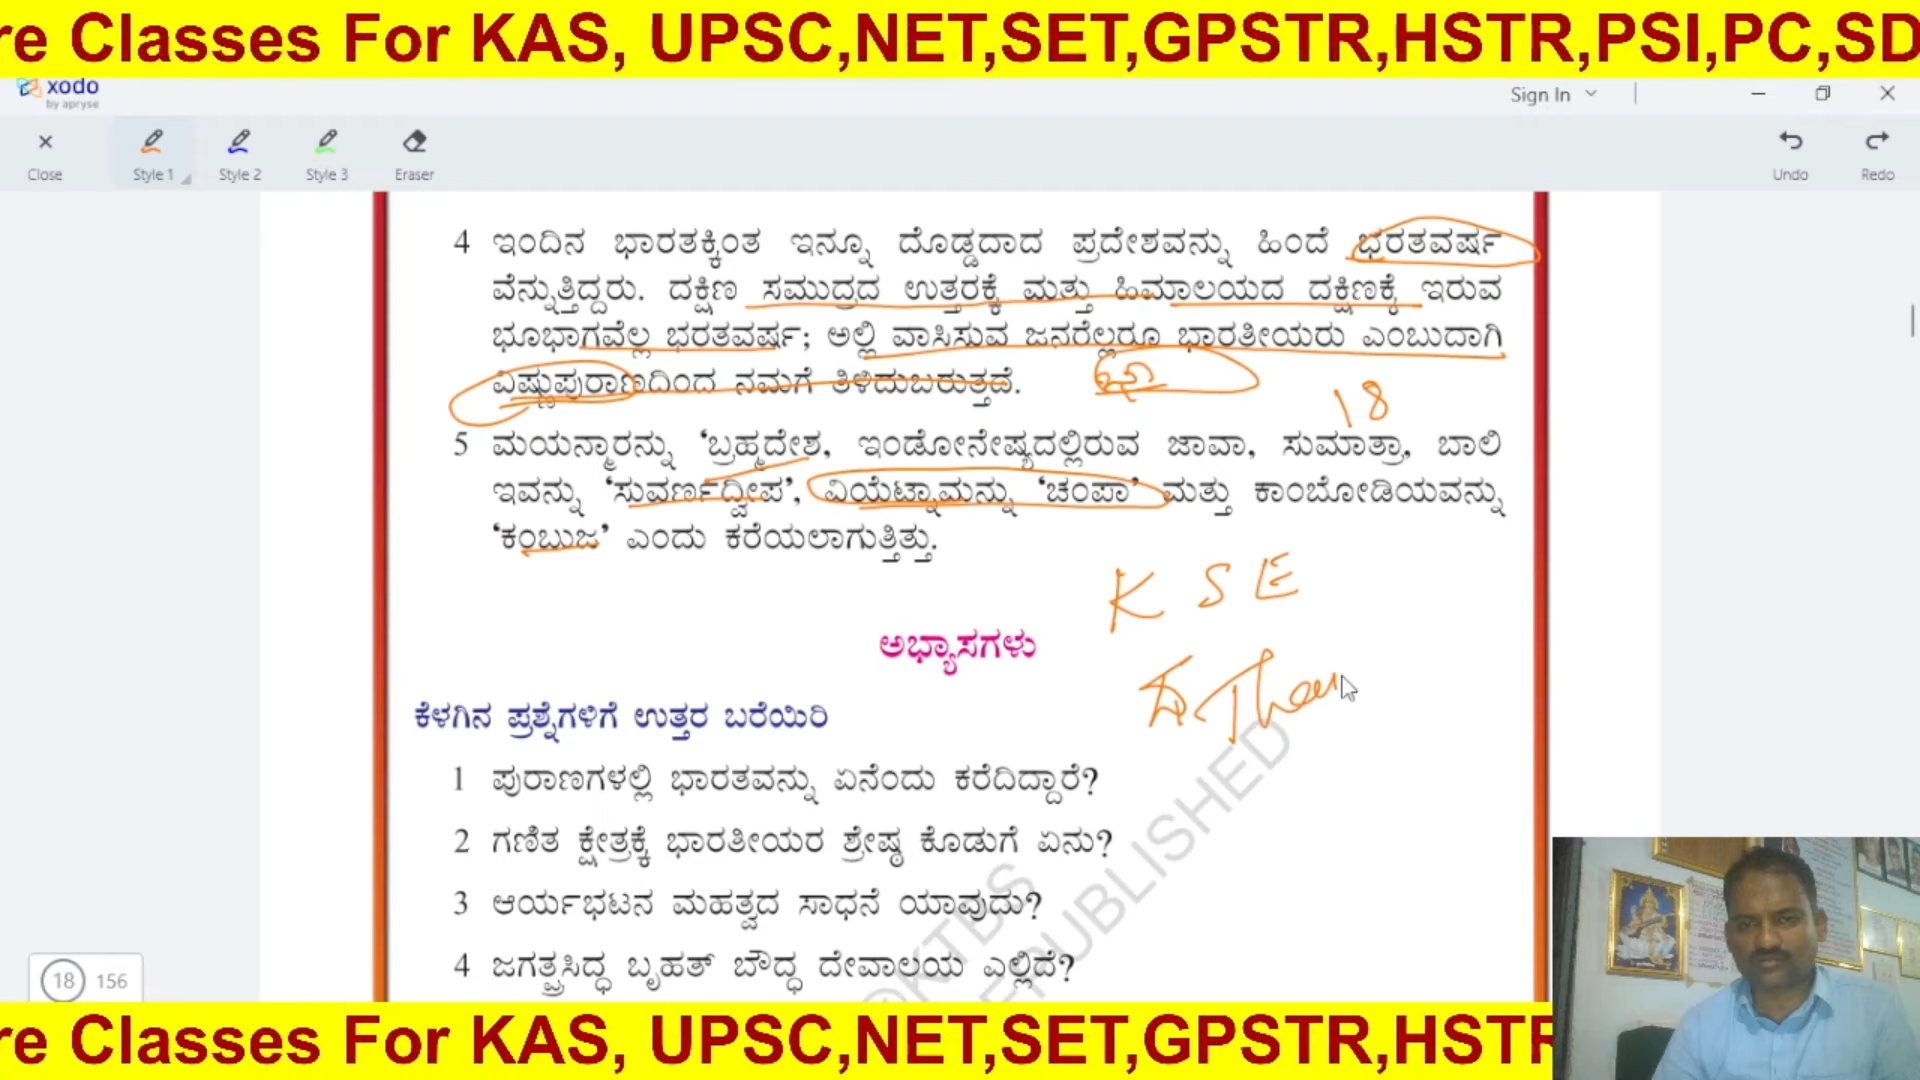 re Classes For KAS, UPSC,NET,SET,GPSTR,HSTR,PSI,PC,SD
xodo
by apryse
Sign In
Close
Style 1
Style 2
Style 3
Eraser
Undo
Redo
4 ಇಂದಿನ ಭಾರತಕ್ಕಿಂತ ಇನ್ನೂ ದೊಡ್ಡದಾದ ಪ್ರದೇಶವನ್ನು ಹಿಂದೆ ಭರತವರ್ಷ
ವೆನ್ನುತ್ತಿದ್ದರು. ದಕ್ಷಿಣ ಸಮುದ್ರದ ಉತ್ತರಕ್ಕೆ ಮತ್ತು ಹಿಮಾಲಯದ ದಕ್ಷಿಣಕ್ಕೆ ಇರುವ
ಭೂಭಾಗವೆಲ್ಲ ಭರತವರ್ಷ; ಅಲ್ಲಿ ವಾಸಿಸುವ ಜನರೆಲ್ಲರೂ ಭಾರತೀಯರು ಎಂಬುದಾಗಿ
ವಿಷ್ಣುಪುರಾಣದಿಂದ ನಮಗೆ ತಿಳಿದುಬರುತ್ತದೆ.
18
5 ಮಯನ್ಮಾರನ್ನು ‘ಬ್ರಹ್ಮದೇಶ, ಇಂಡೋನೇಷ್ಯದಲ್ಲಿರುವ ಜಾವಾ, ಸುಮಾತ್ರಾ, ಬಾಲಿ
ಇವನ್ನು ‘ಸುವರ್ಣದ್ವೀಪ’, ವಿಯೆಟ್ನಾಮನ್ನು ‘ಚಂಪಾ’ ಮತ್ತು ಕಾಂಬೋಡಿಯವನ್ನು
‘ಕಂಬುಜ’ ಎಂದು ಕರೆಯಲಾಗುತ್ತಿತ್ತು.
K S E
ಅಭ್ಯಾಸಗಳು
ಕೆಳಗಿನ ಪ್ರಶ್ನೆಗಳಿಗೆ ಉತ್ತರ ಬರೆಯಿರಿ
1 ಪುರಾಣಗಳಲ್ಲಿ ಭಾರತವನ್ನು ಏನೆಂದು ಕರೆದಿದ್ದಾರೆ?
2 ಗಣಿತ ಕ್ಷೇತ್ರಕ್ಕೆ ಭಾರತೀಯರ ಶ್ರೇಷ್ಠ ಕೊಡುಗೆ ಏನು?
3 ಆರ್ಯಭಟನ ಮಹತ್ವದ ಸಾಧನೆ ಯಾವುದು?
4 ಜಗತ್ಪ್ರಸಿದ್ಧ ಬೃಹತ್ ಬೌದ್ಧ ದೇವಾಲಯ ಎಲ್ಲಿದೆ?
18 156
re Classes For KAS, UPSC,NET,SET,GPSTR,HSTR